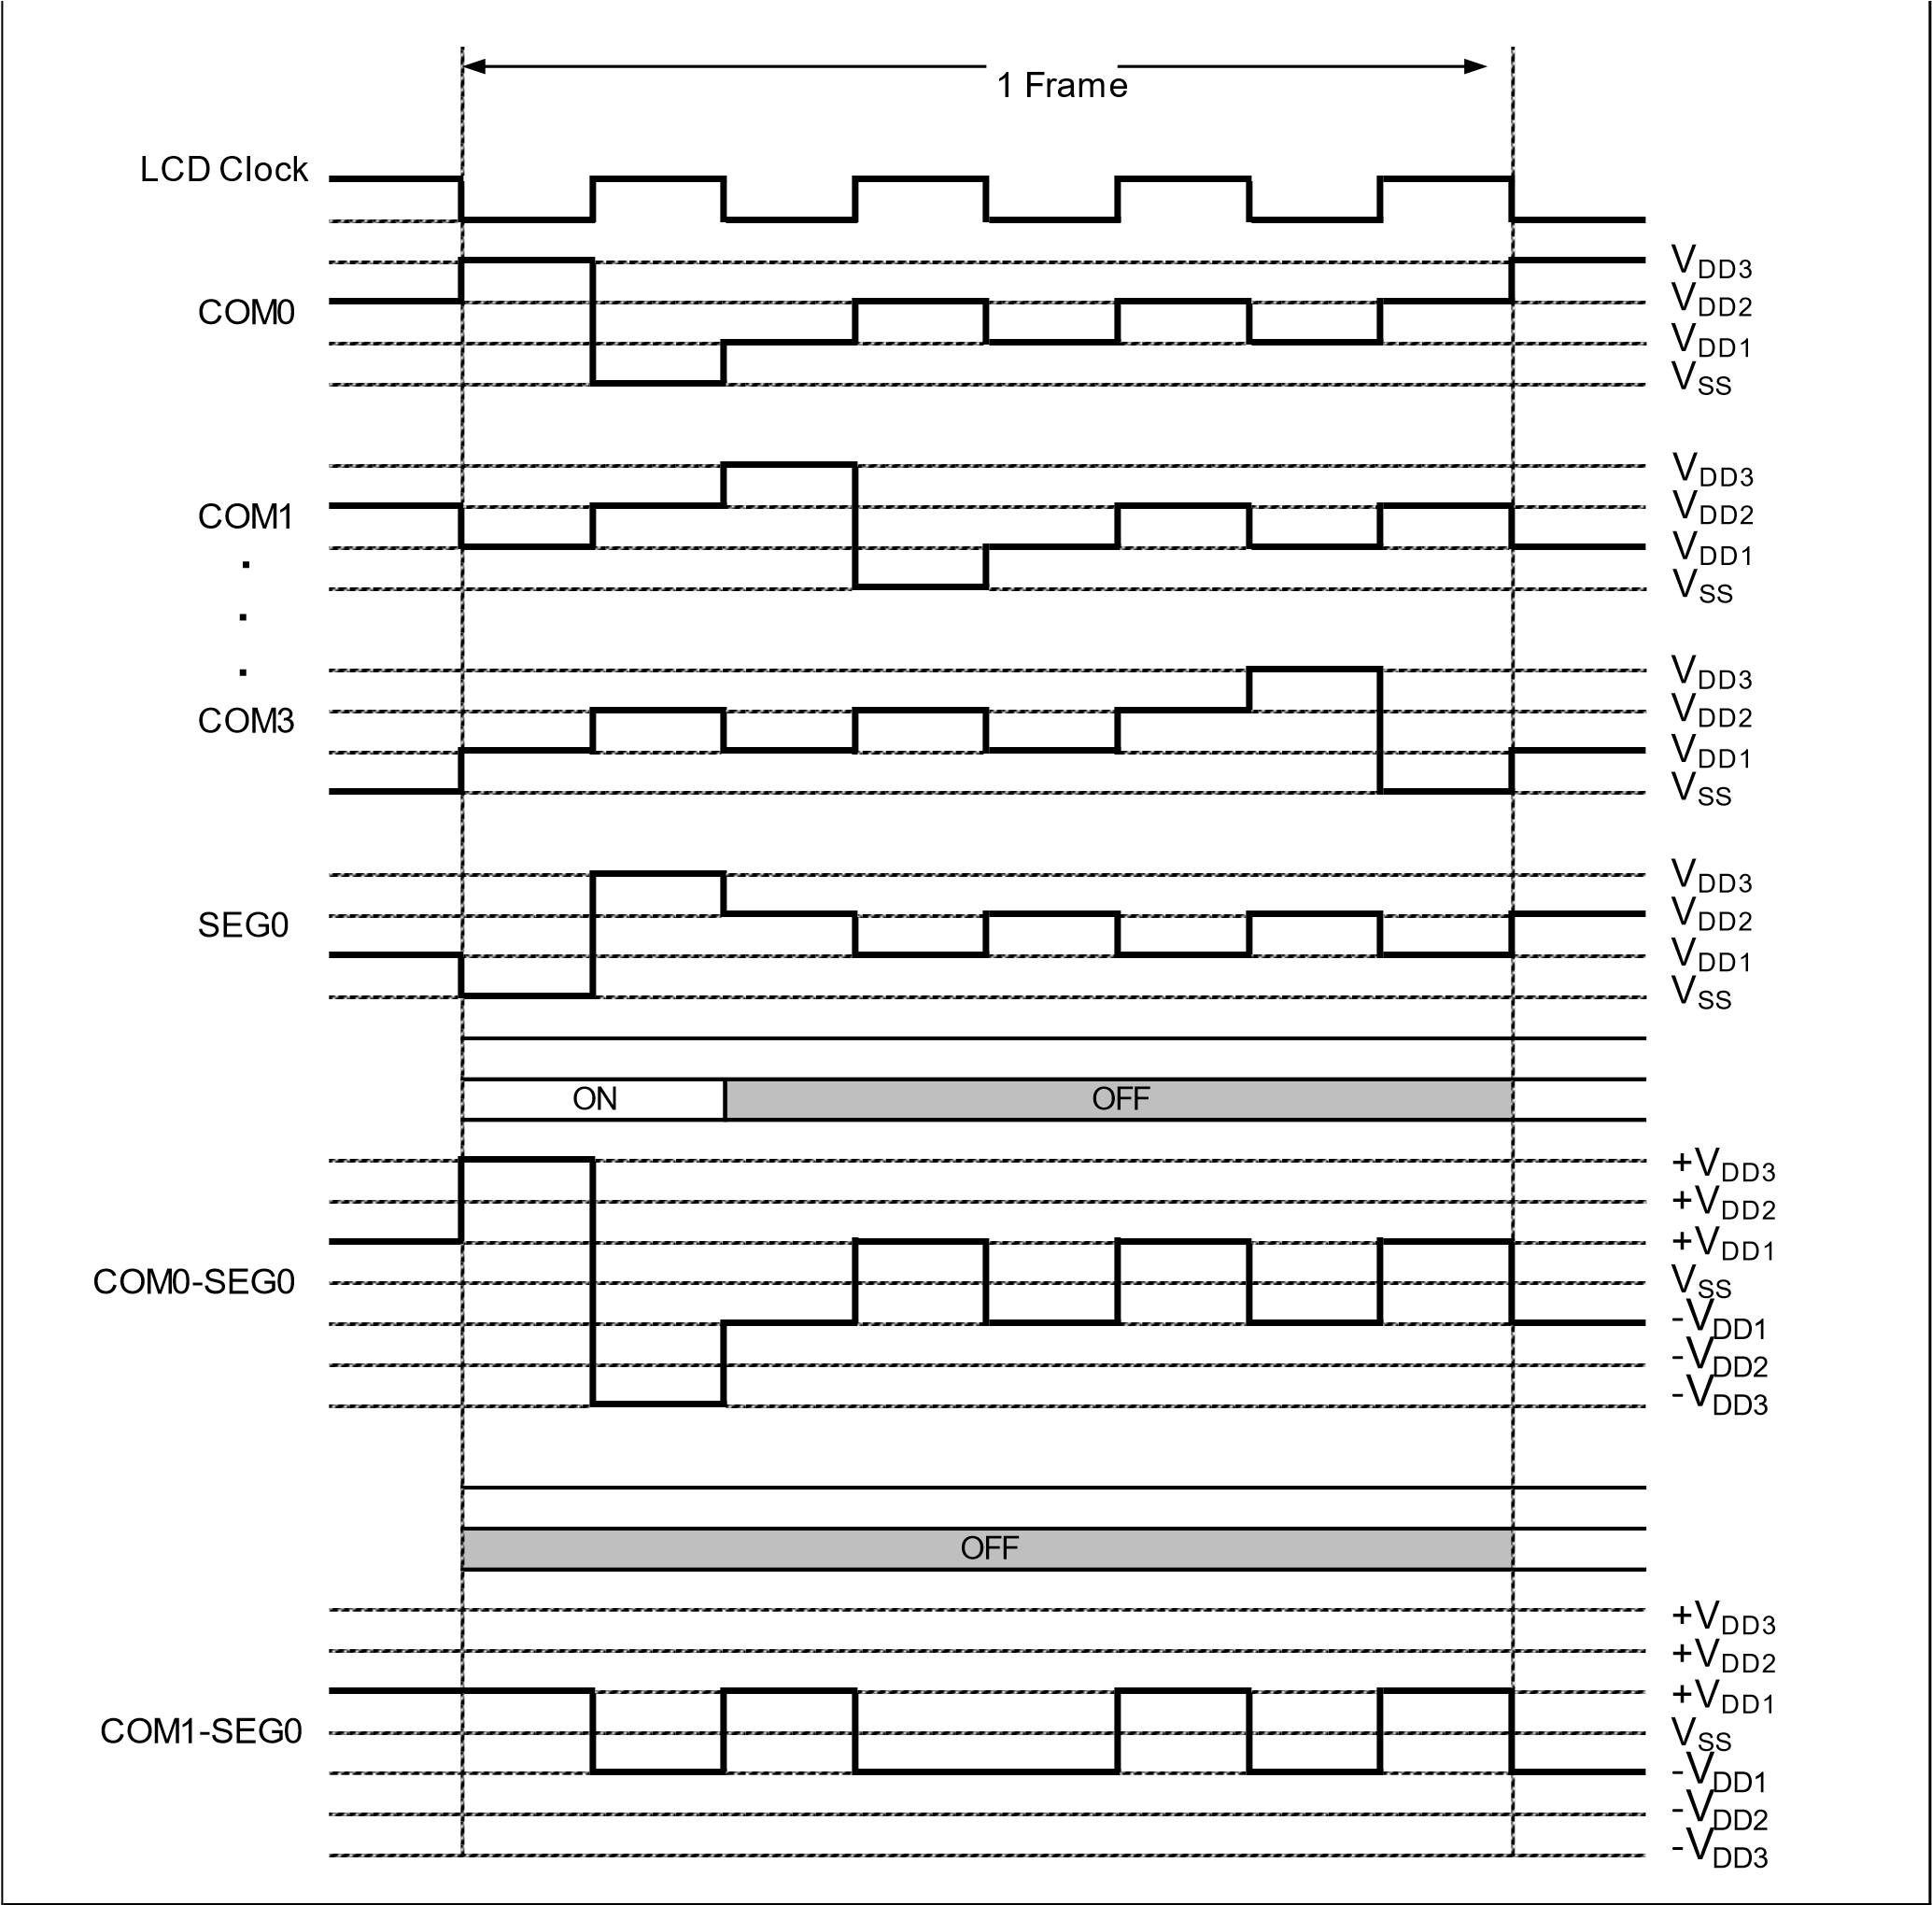 1 Frame
LCD Clock
VDD3
COM0
VDD2
VDD1
VSS
VDD3
COM1
VDD2
VDD1
.
VSS
.
.
VDD3
COM3
VDD2
VDD1
VSS
VDD3
SEG0
VDD2
VDD1
VSS
ON OFF
+VDD3
+VDD2
+VDD1
COM0-SEG0
VSS
-VDD1
-VDD2
-VDD3
OFF
+VDD3
+VDD2
+VDD1
COM1-SEG0
VSS
-VDD1
-VDD2
-VDD3